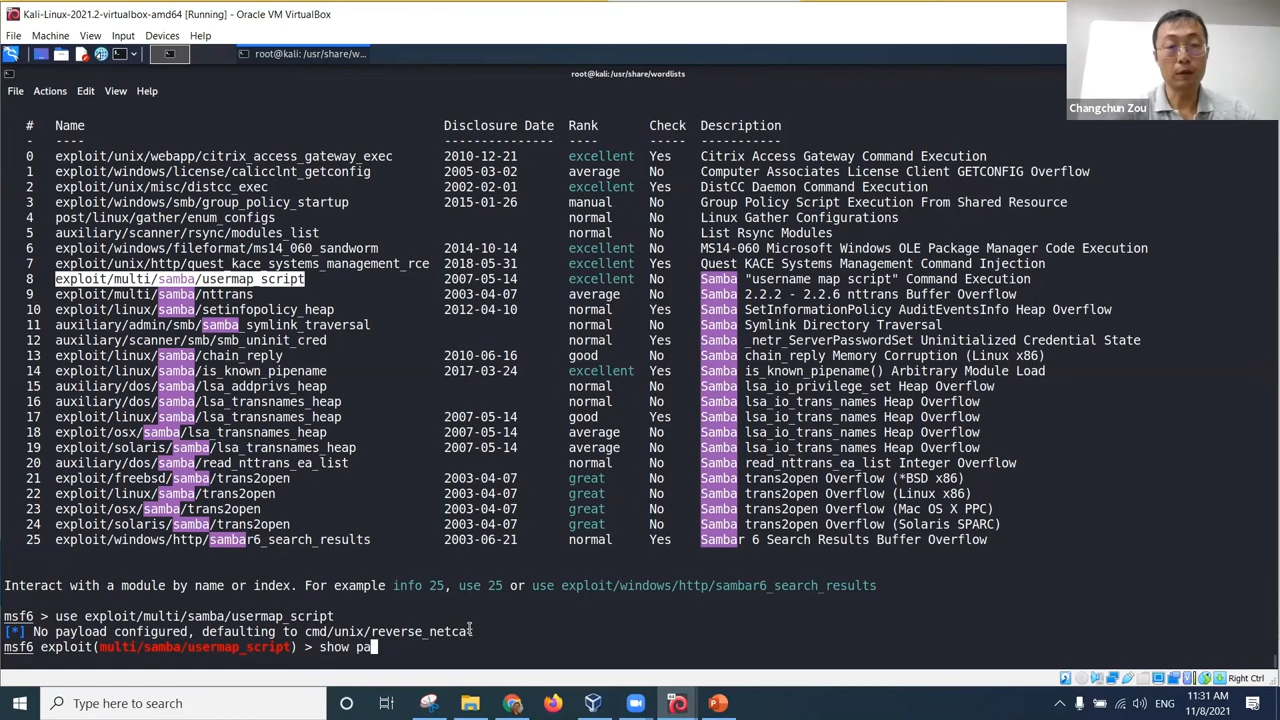 Kali-Linux-2021.2-virtualbox-amd64 [Running] - Oracle VM VirtualBox
File Machine View Input Devices Help
root@kali: /usr/share/w...
root@kali: /usr/share/wordlists
Changchun Zou
File Actions Edit View Help
# Name Disclosure Date Rank Check Description
- ---- --------------- ---- ----- -----------
0 exploit/unix/webapp/citrix_access_gateway_exec 2010-12-21 excellent Yes Citrix Access Gateway Command Execution
1 exploit/windows/license/calicclnt_getconfig 2005-03-02 average No Computer Associates License Client GETCONFIG Overflow
2 exploit/unix/misc/distcc_exec 2002-02-01 excellent Yes DistCC Daemon Command Execution
3 exploit/windows/smb/group_policy_startup 2015-01-26 manual No Group Policy Script Execution From Shared Resource
4 post/linux/gather/enum_configs normal No Linux Gather Configurations
5 auxiliary/scanner/rsync/modules_list normal No List Rsync Modules
6 exploit/windows/fileformat/ms14_060_sandworm 2014-10-14 excellent No MS14-060 Microsoft Windows OLE Package Manager Code Execution
7 exploit/unix/http/quest_kace_systems_management_rce 2018-05-31 excellent Yes Quest KACE Systems Management Command Injection
8 exploit/multi/samba/usermap_script 2007-05-14 excellent No Samba "username map script" Command Execution
9 exploit/multi/samba/nttrans 2003-04-07 average No Samba 2.2.2 - 2.2.6 nttrans Buffer Overflow
10 exploit/linux/samba/setinfopolicy_heap 2012-04-10 normal Yes Samba SetInformationPolicy AuditEventsInfo Heap Overflow
11 auxiliary/admin/smb/samba_symlink_traversal normal No Samba Symlink Directory Traversal
12 auxiliary/scanner/smb/smb_uninit_cred normal Yes Samba _netr_ServerPasswordSet Uninitialized Credential State
13 exploit/linux/samba/chain_reply 2010-06-16 good No Samba chain_reply Memory Corruption (Linux x86)
14 exploit/linux/samba/is_known_pipename 2017-03-24 excellent Yes Samba is_known_pipename() Arbitrary Module Load
15 auxiliary/dos/samba/lsa_addprivs_heap normal No Samba lsa_io_privilege_set Heap Overflow
16 auxiliary/dos/samba/lsa_transnames_heap normal No Samba lsa_io_trans_names Heap Overflow
17 exploit/linux/samba/lsa_transnames_heap 2007-05-14 good Yes Samba lsa_io_trans_names Heap Overflow
18 exploit/osx/samba/lsa_transnames_heap 2007-05-14 average No Samba lsa_io_trans_names Heap Overflow
19 exploit/solaris/samba/lsa_transnames_heap 2007-05-14 average No Samba lsa_io_trans_names Heap Overflow
20 auxiliary/dos/samba/read_nttrans_ea_list normal No Samba read_nttrans_ea_list Integer Overflow
21 exploit/freebsd/samba/trans2open 2003-04-07 great No Samba trans2open Overflow (*BSD x86)
22 exploit/linux/samba/trans2open 2003-04-07 great No Samba trans2open Overflow (Linux x86)
23 exploit/osx/samba/trans2open 2003-04-07 great No Samba trans2open Overflow (Mac OS X PPC)
24 exploit/solaris/samba/trans2open 2003-04-07 great No Samba trans2open Overflow (Solaris SPARC)
25 exploit/windows/http/sambar6_search_results 2003-06-21 normal Yes Sambar 6 Search Results Buffer Overflow
Interact with a module by name or index. For example info 25, use 25 or use exploit/windows/http/sambar6_search_results
msf6 > use exploit/multi/samba/usermap_script
[*] No payload configured, defaulting to cmd/unix/reverse_netcat
msf6 exploit(multi/samba/usermap_script) > show pa
Right Ctrl
Type here to search
11:31 AM
11/8/2021